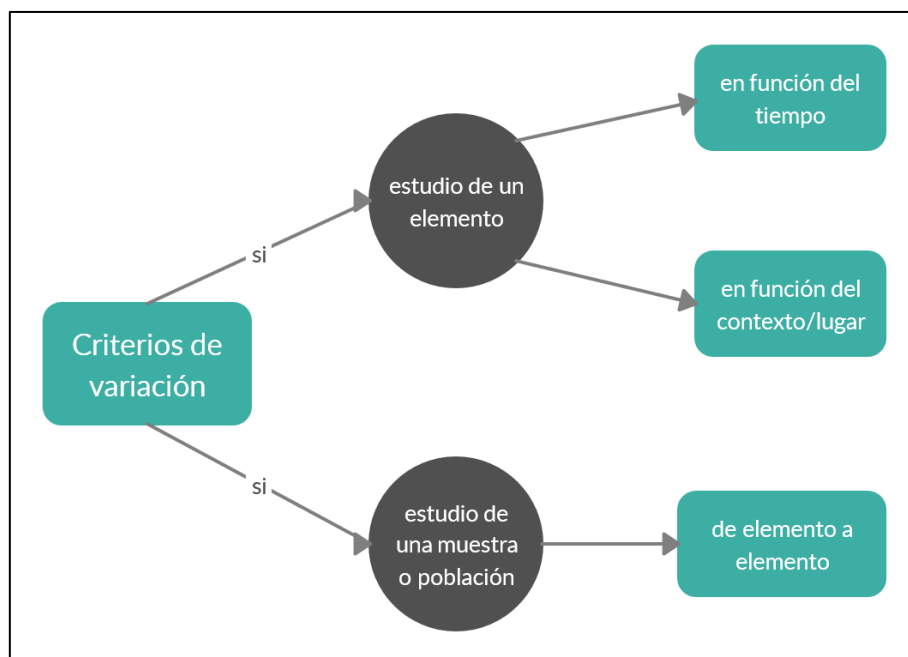 Criterios de
variación
si
estudio de un
elemento
en función del
tiempo
en función del
contexto/lugar
si
estudio de
una muestra
o población
de elemento a
elemento